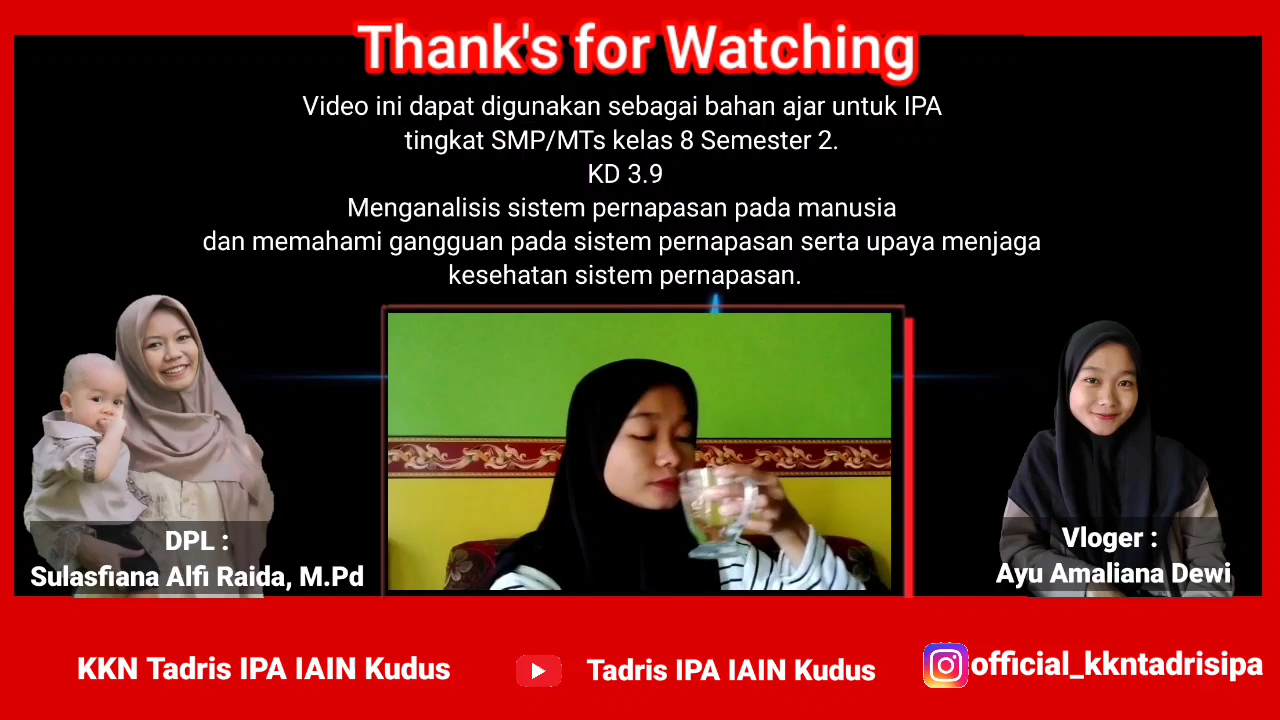 Thank's for Watching
Video ini dapat digunakan sebagai bahan ajar untuk IPA
tingkat SMP/MTs kelas 8 Semester 2.
KD 3.9
Menganalisis sistem pernapasan pada manusia
dan memahami gangguan pada sistem pernapasan serta upaya menjaga
kesehatan sistem pernapasan.
DPL :
Sulasfiana Alfi Raida, M.Pd
Vloger :
Ayu Amaliana Dewi
KKN Tadris IPA IAIN Kudus
Tadris IPA IAIN Kudus
official_kkntadrisipa